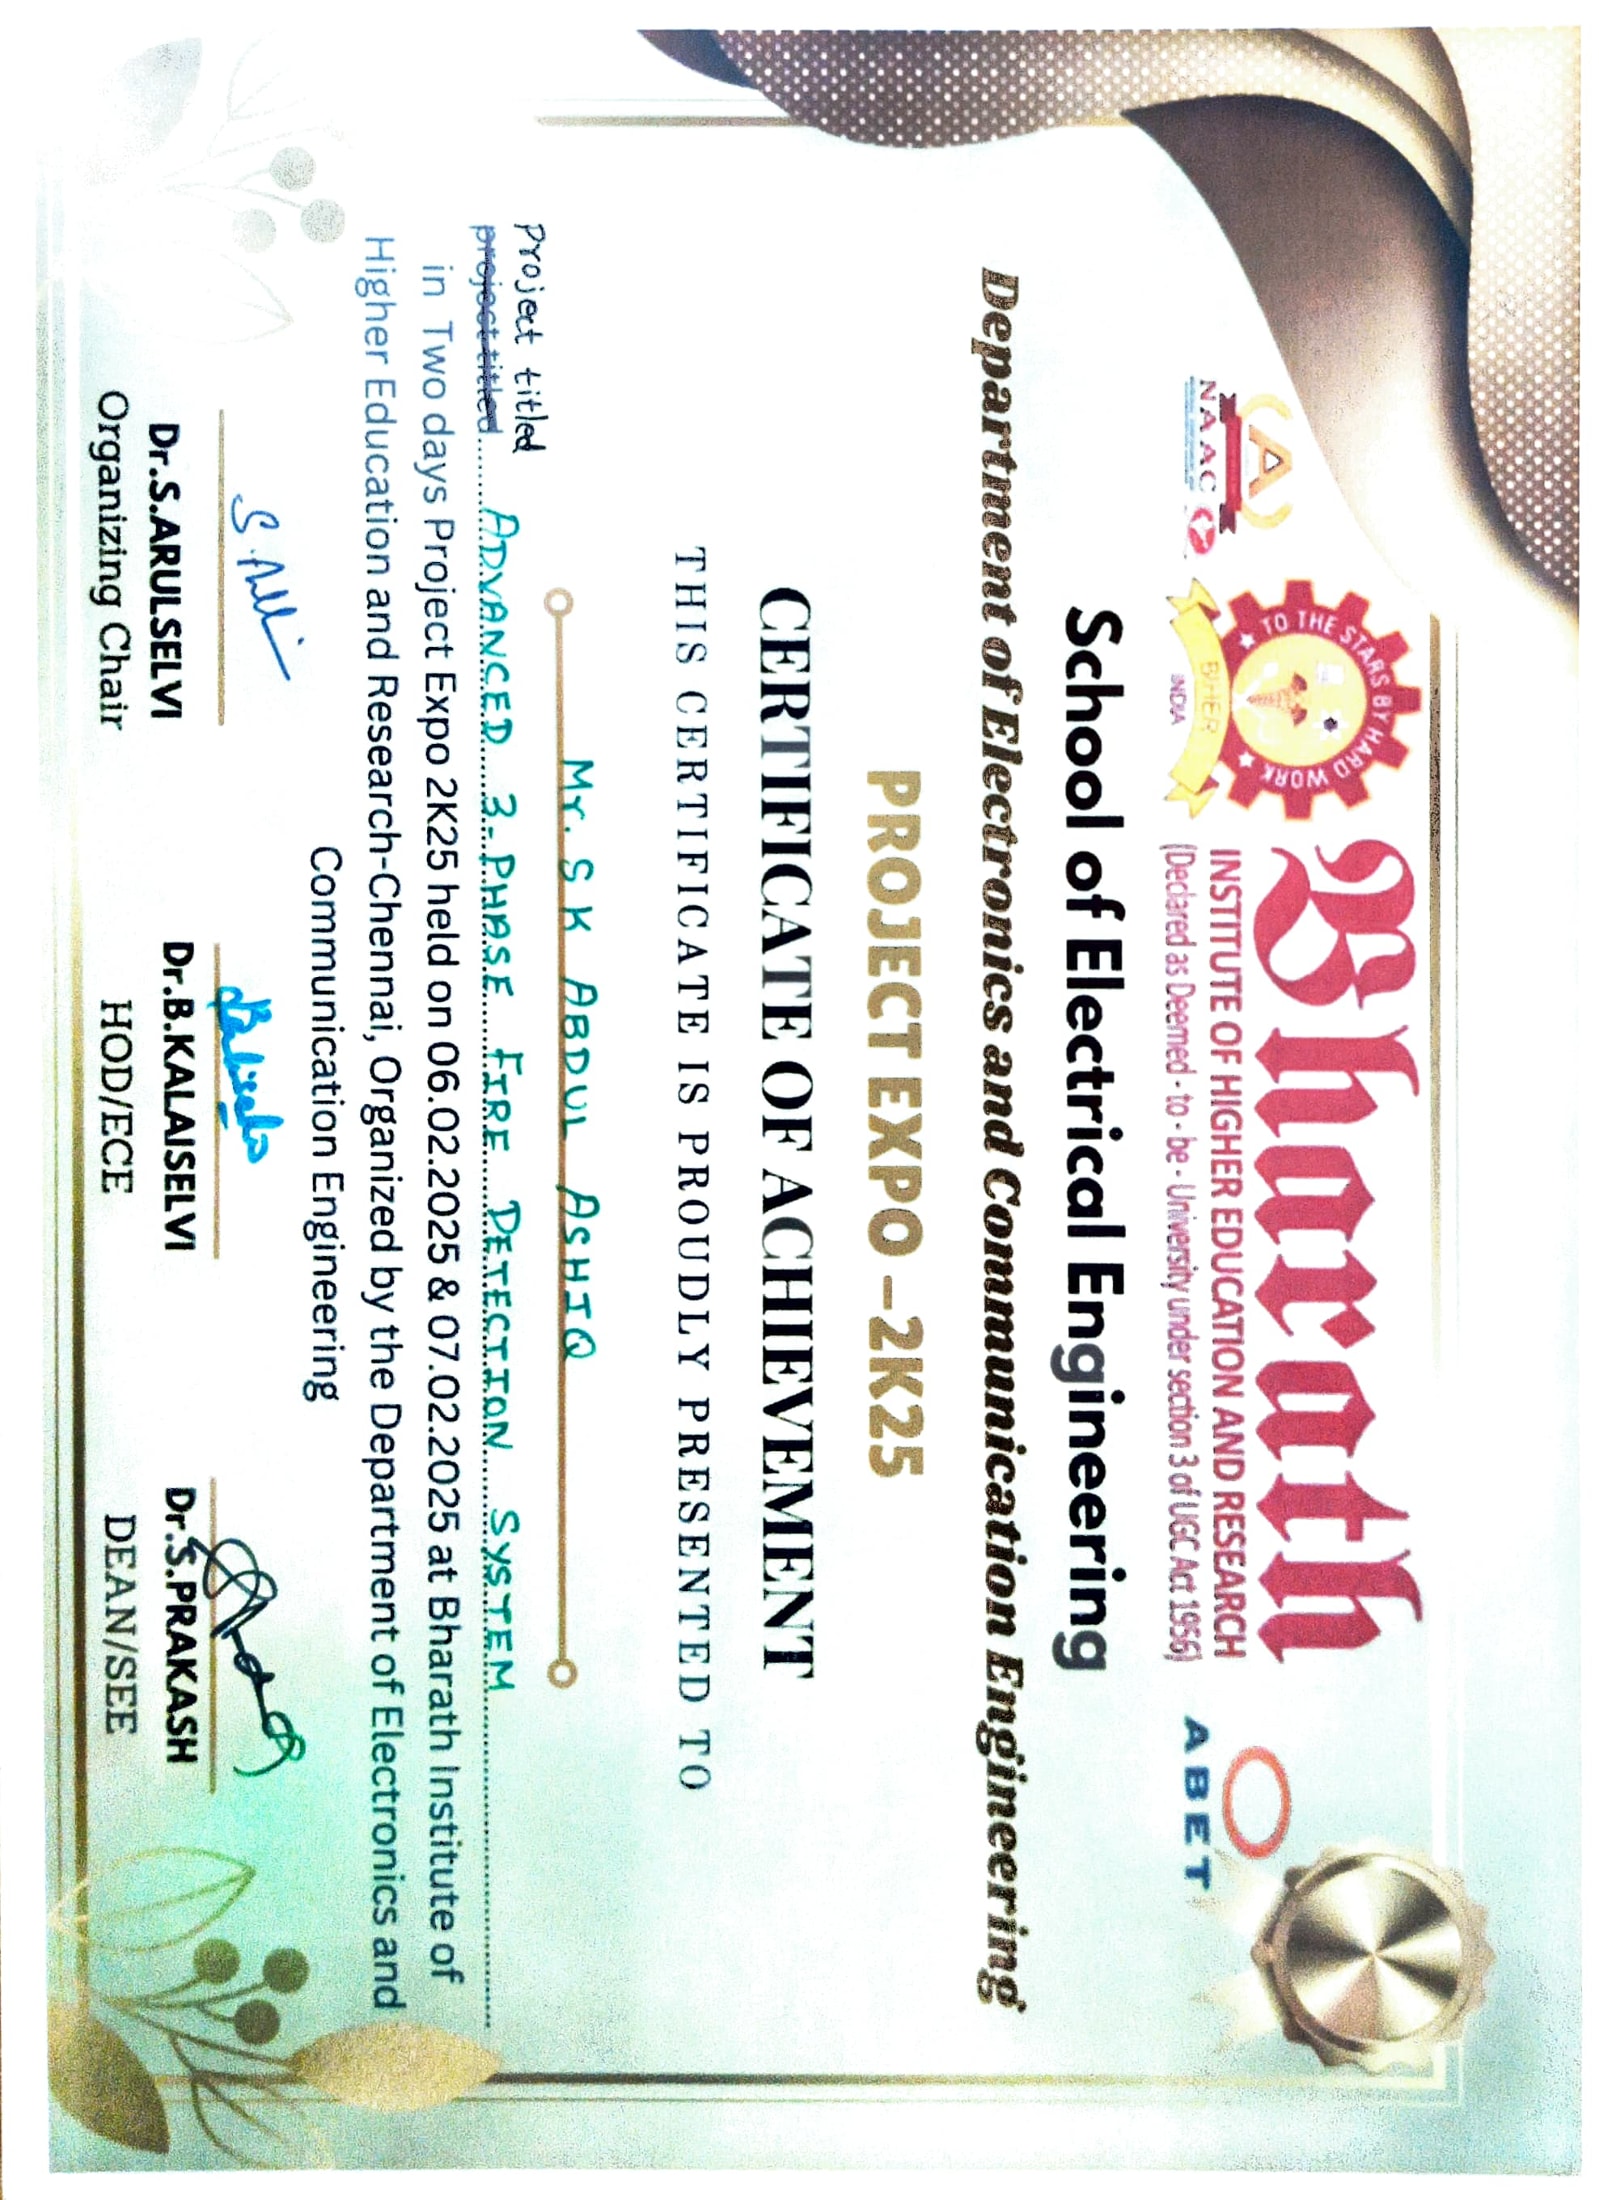 NAAC
TO THE STARS BY HARD WORK
BIHER
INDIA
Bharath
INSTITUTE OF HIGHER EDUCATION AND RESEARCH
(Declared as Deemed - to - be - University under section 3 of UGC Act 1956)
ABET
School of Electrical Engineering
Department of Electronics and Communication Engineering
PROJECT EXPO – 2K25
CERTIFICATE OF ACHIEVEMENT
THIS CERTIFICATE IS PROUDLY PRESENTED TO
Mr. S K ABDUL ASHIQ
Project titled
project titled ADVANCED 3-PHASE FIRE DETECTION SYSTEM
in Two days Project Expo 2K25 held on 06.02.2025 & 07.02.2025 at Bharath Institute of
Higher Education and Research-Chennai, Organized by the Department of Electronics and
Communication Engineering
Dr.S.ARULSELVI
Organizing Chair
Dr.B.KALAISELVI
HOD/ECE
Dr.S.PRAKASH
DEAN/SEE